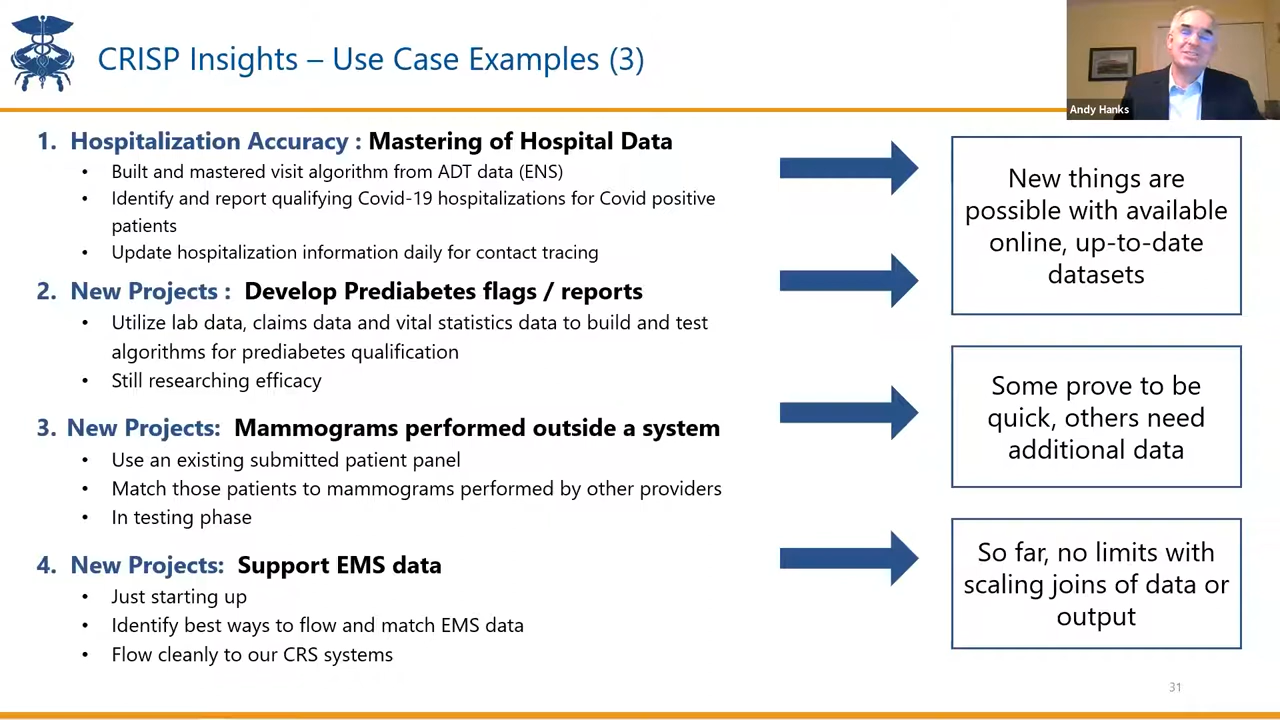 CRISP Insights – Use Case Examples (3)
Andy Hanks
1. Hospitalization Accuracy : Mastering of Hospital Data
• Built and mastered visit algorithm from ADT data (ENS)
• Identify and report qualifying Covid-19 hospitalizations for Covid positive
patients
• Update hospitalization information daily for contact tracing
2. New Projects : Develop Prediabetes flags / reports
• Utilize lab data, claims data and vital statistics data to build and test
algorithms for prediabetes qualification
• Still researching efficacy
3. New Projects: Mammograms performed outside a system
• Use an existing submitted patient panel
• Match those patients to mammograms performed by other providers
• In testing phase
4. New Projects: Support EMS data
• Just starting up
• Identify best ways to flow and match EMS data
• Flow cleanly to our CRS systems
New things are
possible with available
online, up-to-date
datasets
Some prove to be
quick, others need
additional data
So far, no limits with
scaling joins of data or
output
31